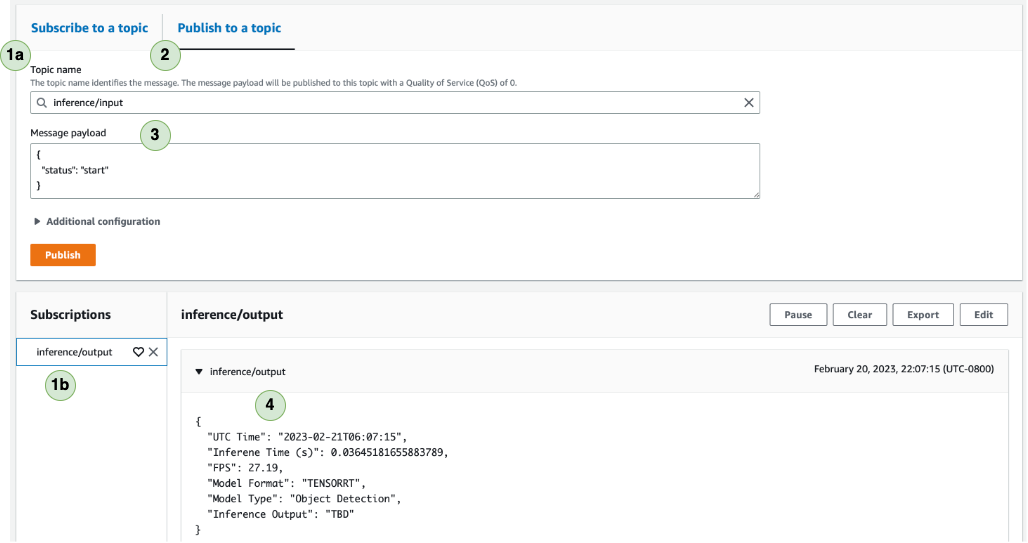 Subscribe to a topic
Publish to a topic
1a
2
Topic name
The topic name identifies the message. The message payload will be published to this topic with a Quality of Service (QoS) of 0.
inference/input
Message payload
3
{
"status": "start"
}
Additional configuration
Publish
Subscriptions
inference/output
Pause
Clear
Export
Edit
inference/output
1b
inference/output
February 20, 2023, 22:07:15 (UTC-0800)
4
{
"UTC Time": "2023-02-21T06:07:15",
"Inferene Time (s)": 0.03645181655883789,
"FPS": 27.19,
"Model Format": "TENSORRT",
"Model Type": "Object Detection",
"Inference Output": "TBD"
}